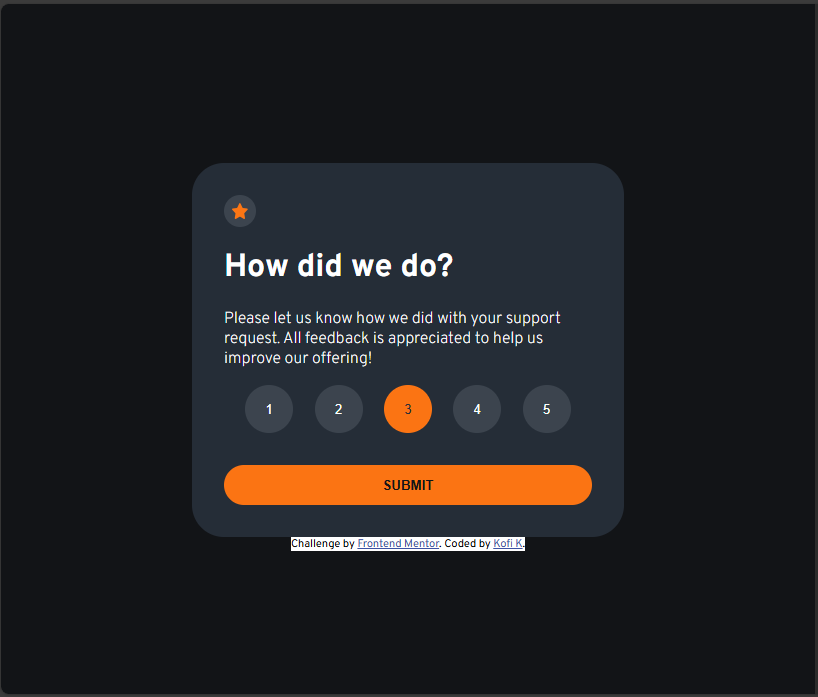 How did we do?
Please let us know how we did with your support
request. All feedback is appreciated to help us
improve our offering!
1 2 3 4 5
SUBMIT
Challenge by Frontend Mentor. Coded by Kofi K.